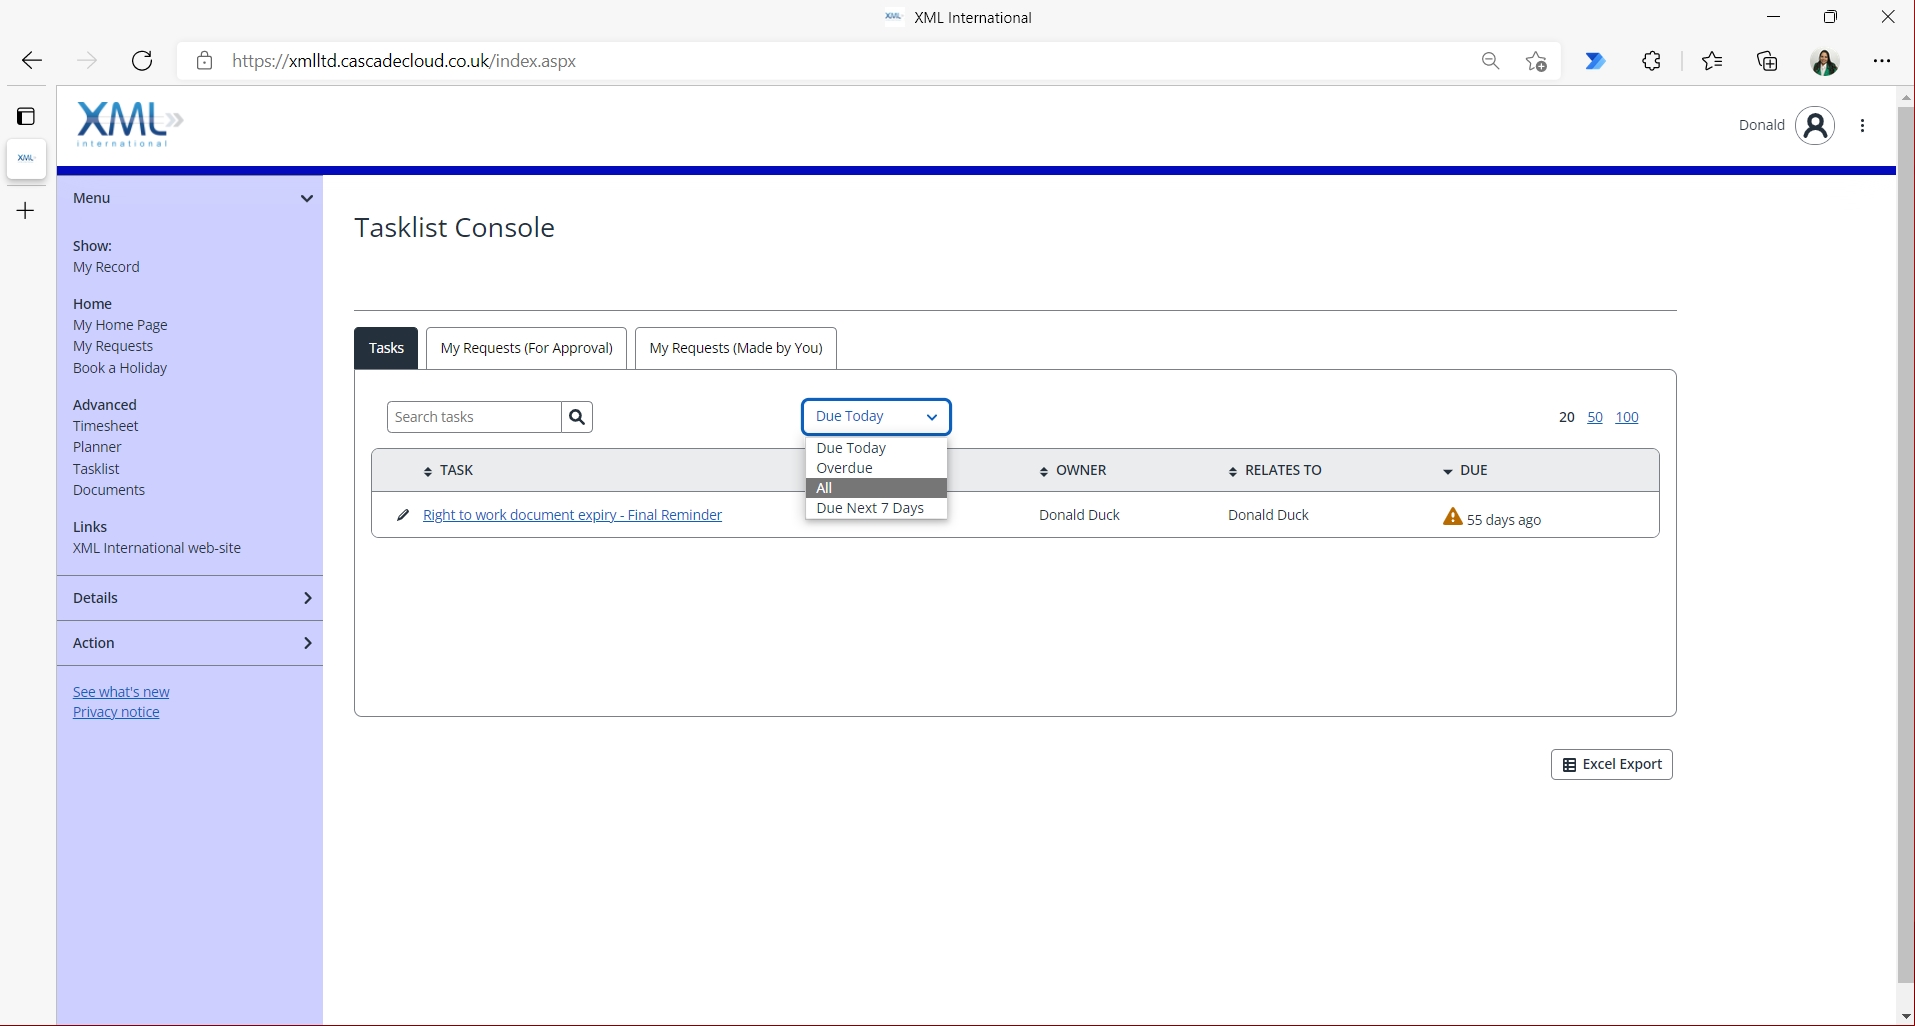 XML International
https://xmlltd.cascadecloud.co.uk/index.aspx
XML
international
Donald
XML
Menu
Show:
My Record
Home
My Home Page
My Requests
Book a Holiday
Advanced
Timesheet
Planner
Tasklist
Documents
Links
XML International web-site
Details
Action
See what's new
Privacy notice
Tasklist Console
Tasks
My Requests (For Approval)
My Requests (Made by You)
Search tasks
Due Today
20 50 100
Due Today
Overdue
All
Due Next 7 Days
TASK OWNER RELATES TO DUE
Right to work document expiry - Final Reminder Donald Duck Donald Duck 55 days ago
Excel Export